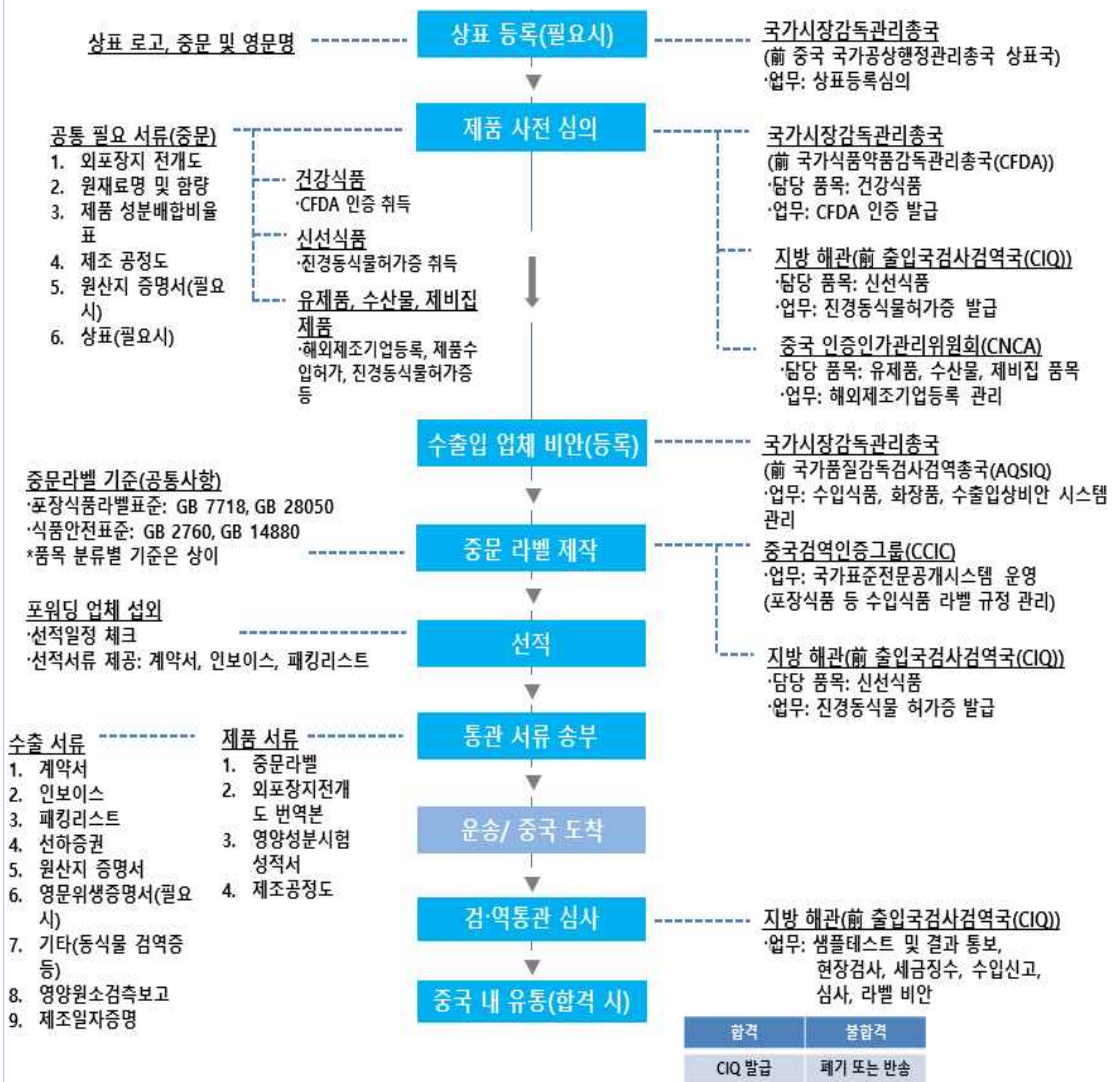 상표 로고, 중문 및 영문명
상표 등록(필요시)
국가시장감독관리총국
(前 중국 국가공상행정관리총국 상표국)
·업무: 상표등록심의
제품 사전 심의
공통 필요 서류(중문)
1. 외포장지 전개도
2. 원재료명 및 함량
3. 제품 성분배합비율
표
4. 제조 공정도
5. 원산지 증명서(필요
시)
6. 상표(필요시)
건강식품
·CFDA 인증 취득
신선식품
·진경동식물허가증 취득
유제품, 수산물, 제비집
제품
·해외제조기업등록, 제품수
입허가, 진경동식물허가증
등
국가시장감독관리총국
(前 국가식품약품감독관리총국(CFDA))
·담당 품목: 건강식품
·업무: CFDA 인증 발급
지방 해관(前 출입국검사검역국(CIQ))
·담당 품목: 신선식품
·업무: 진경동식물허가증 발급
중국 인증인가관리위원회(CNCA)
·담당 품목: 유제품, 수산물, 제비집 품목
·업무: 해외제조기업등록 관리
수출입 업체 비안(등록)
국가시장감독관리총국
(前 국가품질감독검사검역총국(AQSIQ)
·업무: 수입식품, 화장품, 수출입상비안 시스템
관리
중문라벨 기준(공통사항)
·포장식품라벨표준: GB 7718, GB 28050
·식품안전표준: GB 2760, GB 14880
*품목 분류별 기준은 상이
중문 라벨 제작
중국검역인증그룹(CCIC)
·업무: 국가표준전문공개시스템 운영
(포장식품 등 수입식품 라벨 규정 관리)
지방 해관(前 출입국검사검역국(CIQ))
·담당 품목: 신선식품
·업무: 진경동식물 허가증 발급
포워딩 업체 섭외
·선적일정 체크
·선적서류 제공: 계약서, 인보이스, 패킹리스트
선적
통관 서류 송부
수출 서류
1. 계약서
2. 인보이스
3. 패킹리스트
4. 선하증권
5. 원산지 증명서
6. 영문위생증명서(필요
시)
7. 기타(동식물 검역증
등)
8. 영양원소검측보고
9. 제조일자증명
제품 서류
1. 중문라벨
2. 외포장지전개
도 번역본
3. 영양성분시험
성적서
4. 제조공정도
운송/ 중국 도착
검·역통관 심사
지방 해관(前 출입국검사검역국(CIQ))
·업무: 샘플테스트 및 결과 통보,
현장검사, 세금징수, 수입신고,
심사, 라벨 비안
중국 내 유통(합격 시)
합격 불합격
CIQ 발급 폐기 또는 반송